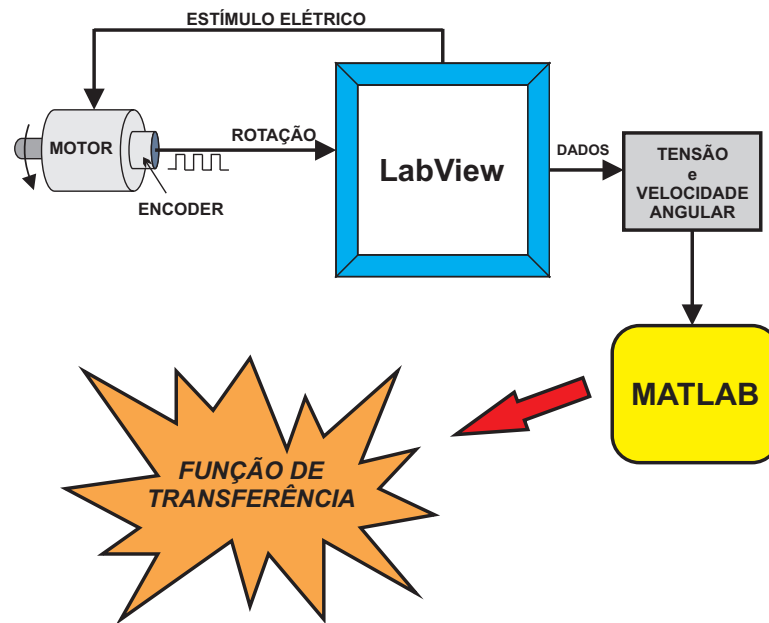 ESTÍMULO ELÉTRICO
MOTOR
ROTAÇÃO
ENCODER
LabView
DADOS
TENSÃO
e
VELOCIDADE
ANGULAR
MATLAB
FUNÇÃO DE
TRANSFERÊNCIA